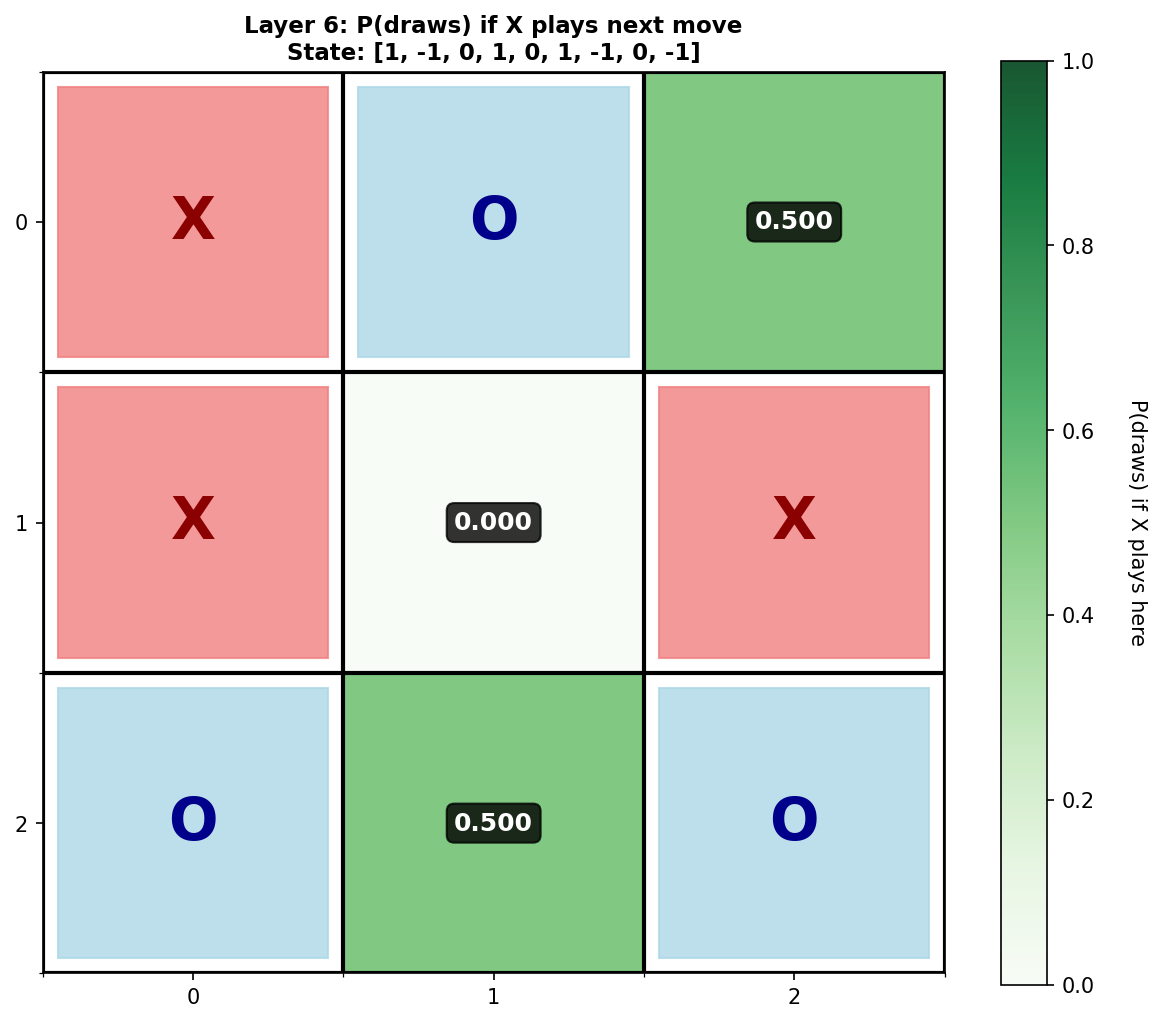 Layer 6: P(draws) if X plays next move
State: [1, -1, 0, 1, 0, 1, -1, 0, -1]
0
X
O
0.500
1
X
0.000
X
2
O
0.500
O
0
1
2
1.0
0.8
0.6
0.4
0.2
0.0
P(draws) if X plays here